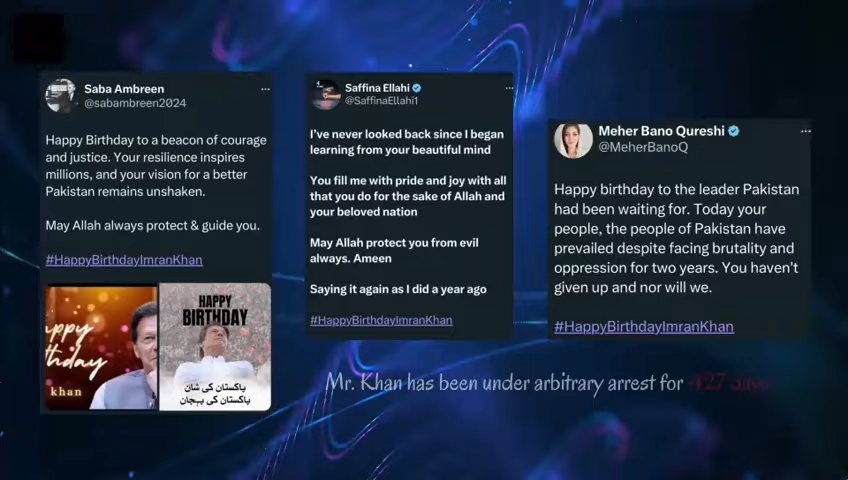 Saba Ambreen
@sabambreen2024
Happy Birthday to a beacon of courage
and justice. Your resilience inspires
millions, and your vision for a better
Pakistan remains unshaken.
May Allah always protect & guide you.
#HappyBirthdayImranKhan
appy
thday
khan
HAPPY
BIRTHDAY
پاکستان کی شان
پاکستان کی پہچان
Saffina Ellahi
@SaffinaEllahi1
I've never looked back since I began
learning from your beautiful mind
You fill me with pride and joy with all
that you do for the sake of Allah and
your beloved nation
May Allah protect you from evil
always. Ameen
Saying it again as I did a year ago
#HappyBirthdayImranKhan
Meher Bano Qureshi
@MeherBanoQ
Happy birthday to the leader Pakistan
had been waiting for. Today your
people, the people of Pakistan have
prevailed despite facing brutality and
oppression for two years. You haven't
given up and nor will we.
#HappyBirthdayImranKhan
Mr. Khan has been under arbitrary arrest for 427 days